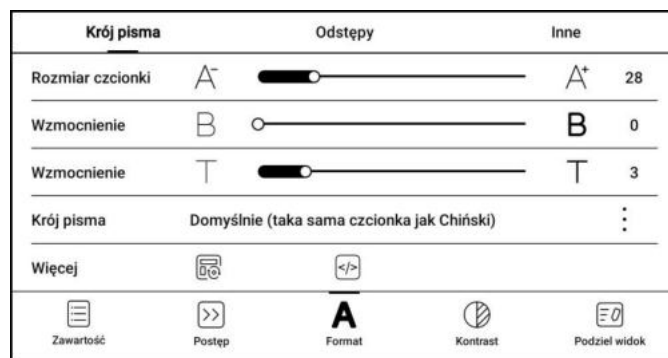 Krój pisma Odstępy Inne
Rozmiar czcionki A- A+ 28
Wzmocnienie B B 0
Wzmocnienie T T 3
Krój pisma Domyślnie (taka sama czcionka jak Chiński)
Więcej </>
A
Zawartość Postęp Format Kontrast Podziel widok